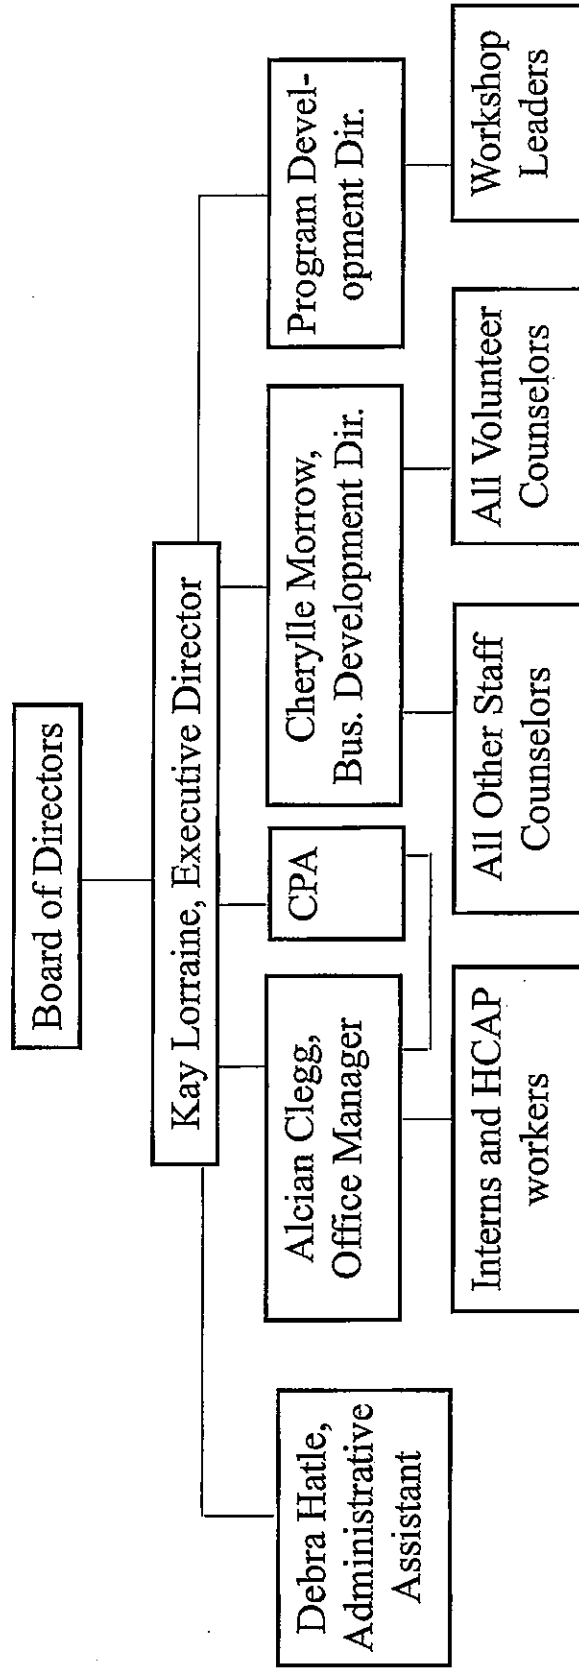 Board of Directors
Kay Lorraine, Executive Director
Debra Hatle,
Administrative
Assistant
Alcian Clegg,
Office Manager
CPA
Cherylle Morrow,
Bus. Development Dir.
Program Devel-
opment Dir.
Interns and HCAP
workers
All Other Staff
Counselors
All Volunteer
Counselors
Workshop
Leaders